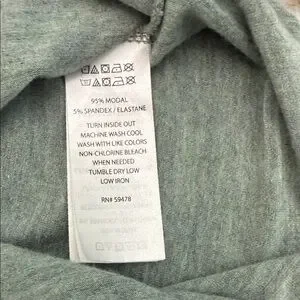 95% MODAL
5% SPANDEX / ELASTANE
TURN INSIDE OUT
MACHINE WASH COOL
WASH WITH LIKE COLORS
NON-CHLORINE BLEACH
WHEN NEEDED
TUMBLE DRY LOW
LOW IRON
RN# 59478